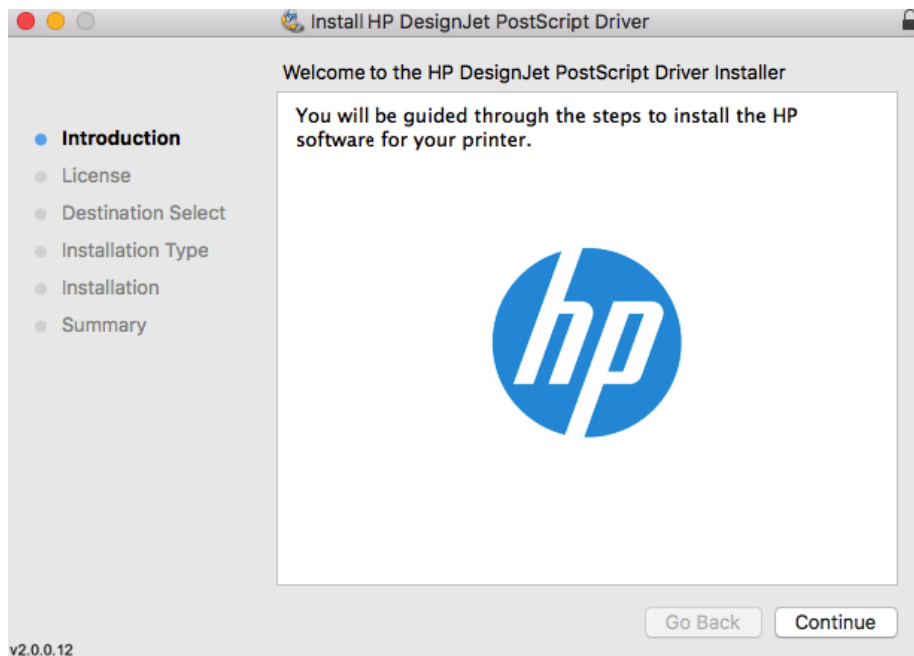 Install HP DesignJet PostScript Driver
Welcome to the HP DesignJet PostScript Driver Installer
Introduction
License
Destination Select
Installation Type
Installation
Summary
You will be guided through the steps to install the HP
software for your printer.
hp
Go Back
Continue
v2.0.0.12